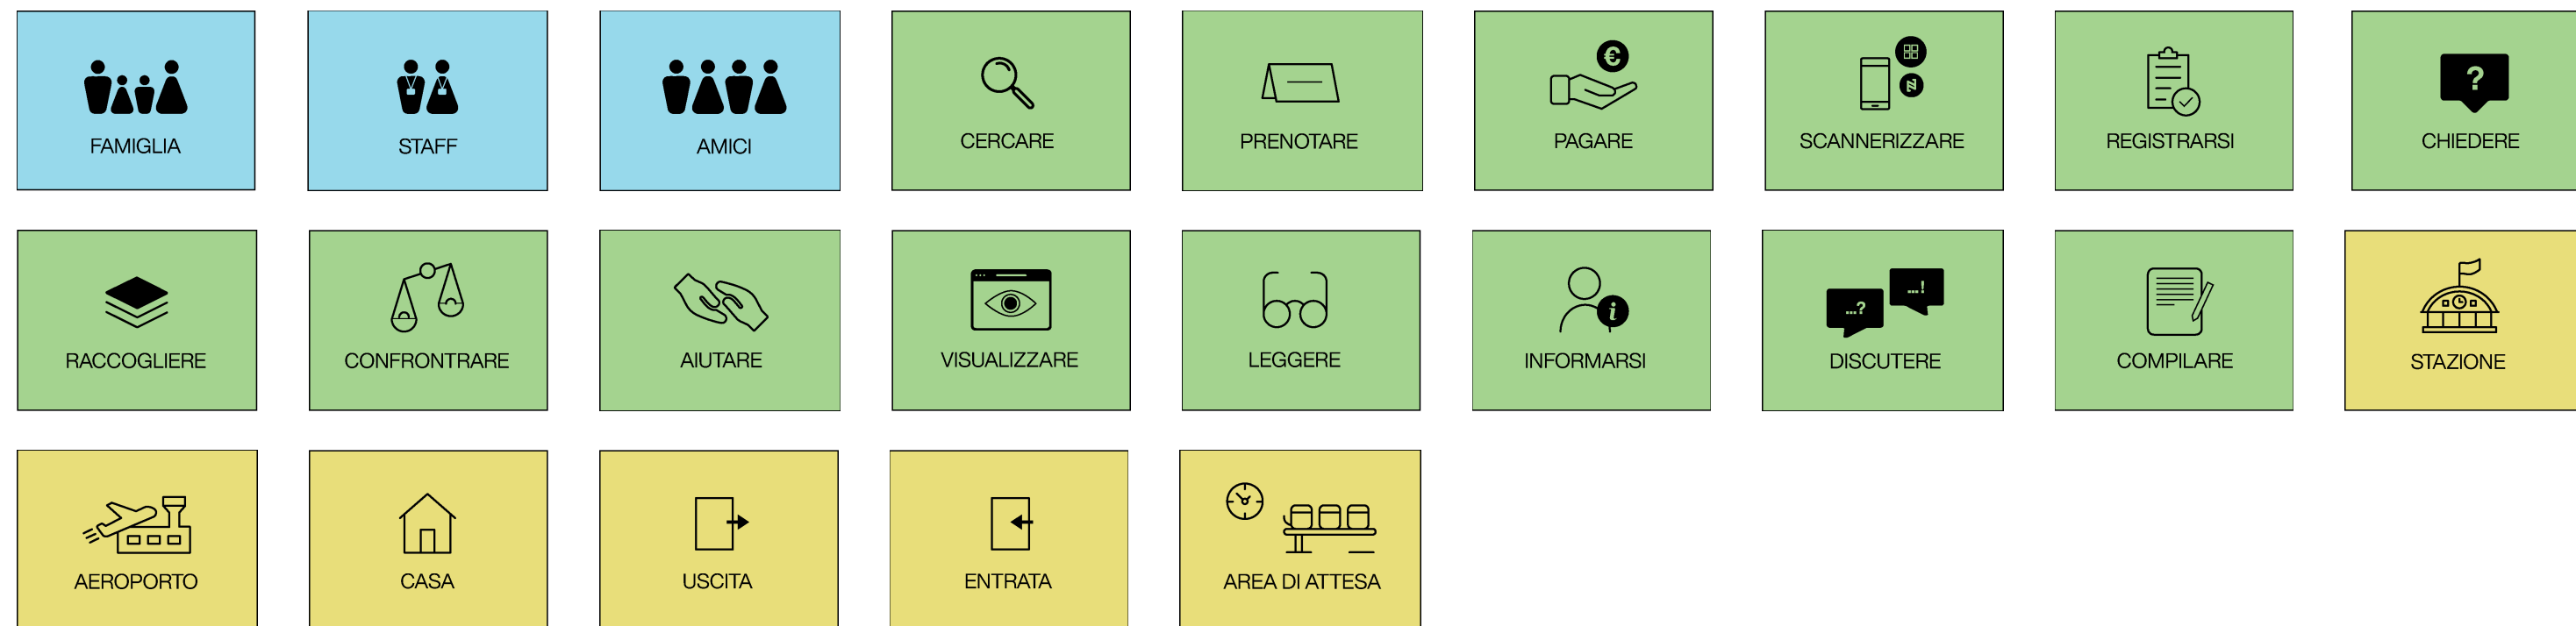 FAMIGLIA
STAFF
AMICI
CERCARE
PRENOTARE
€
PAGARE
SCANNERIZZARE
REGISTRARSI
?
CHIEDERE
RACCOGLIERE
CONFRONTRARE
AIUTARE
VISUALIZZARE
LEGGERE
i
INFORMARSI
...?
...!
DISCUTERE
COMPILARE
STAZIONE
AEROPORTO
CASA
USCITA
ENTRATA
AREA DI ATTESA